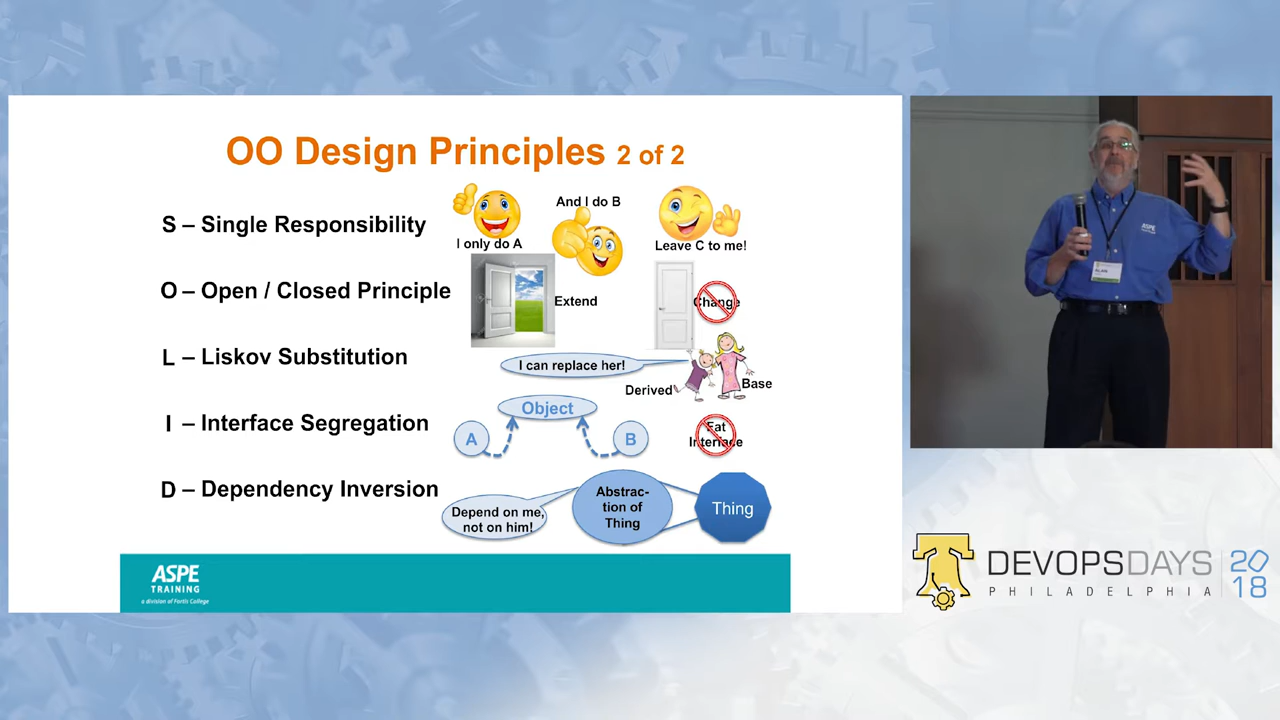 OO Design Principles 2 of 2
S – Single Responsibility
I only do A
And I do B
Leave C to me!
O – Open / Closed Principle
Extend
Change
L – Liskov Substitution
I can replace her!
Derived
Base
I – Interface Segregation
Object
A
B
Fat
Interface
D – Dependency Inversion
Depend on me,
not on him!
Abstrac-
tion of
Thing
Thing
ASPE
TRAINING
a division of Fortis College
ASPE
ALAN
DEVOPSDAYS
PHILADELPHIA
20
18